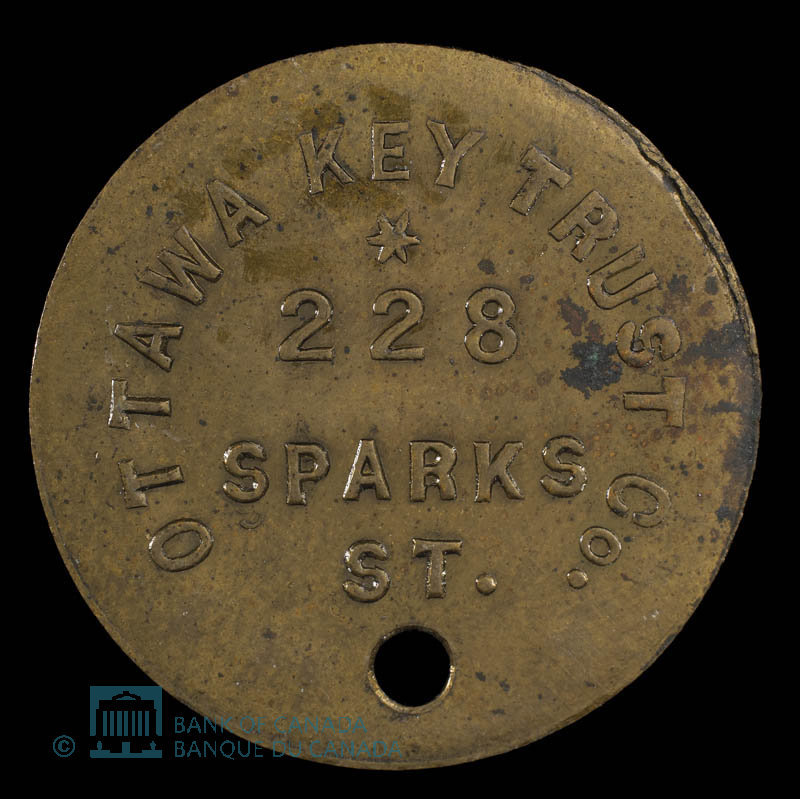 OTTAWA KEY TRUST Co.
228
SPARKS
ST.
© BANK OF CANADA
BANQUE DU CANADA